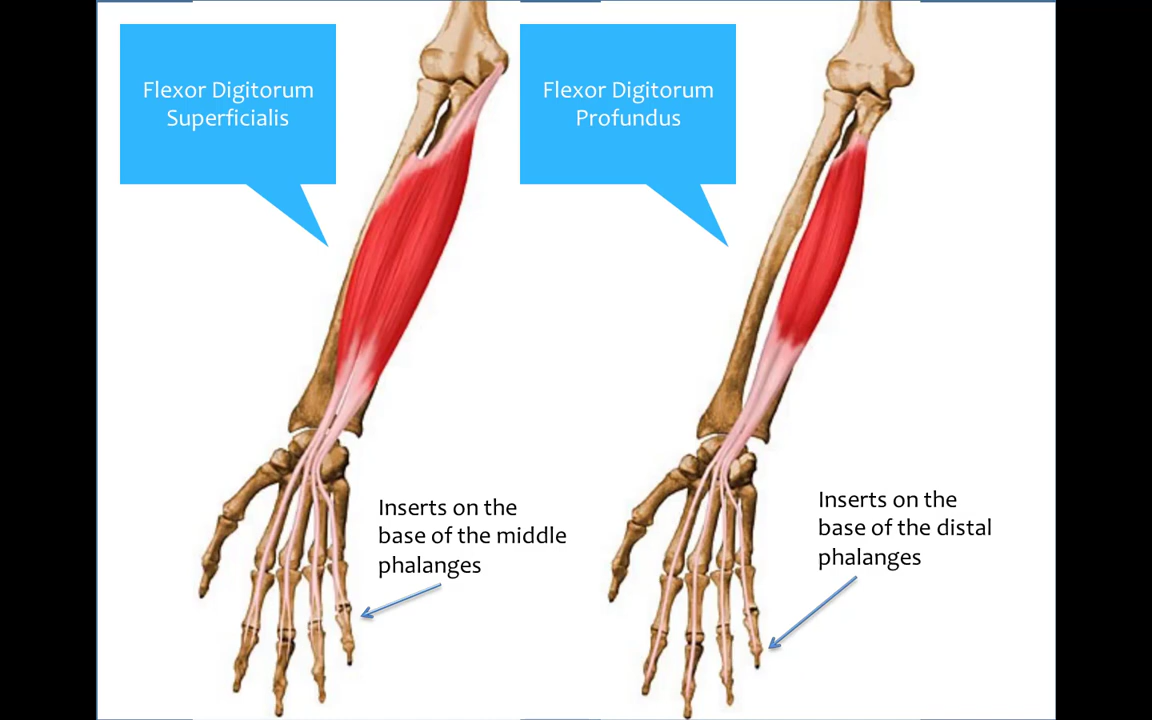 Flexor Digitorum
Superficialis
Flexor Digitorum
Profundus
Inserts on the
base of the middle
phalanges
Inserts on the
base of the distal
phalanges